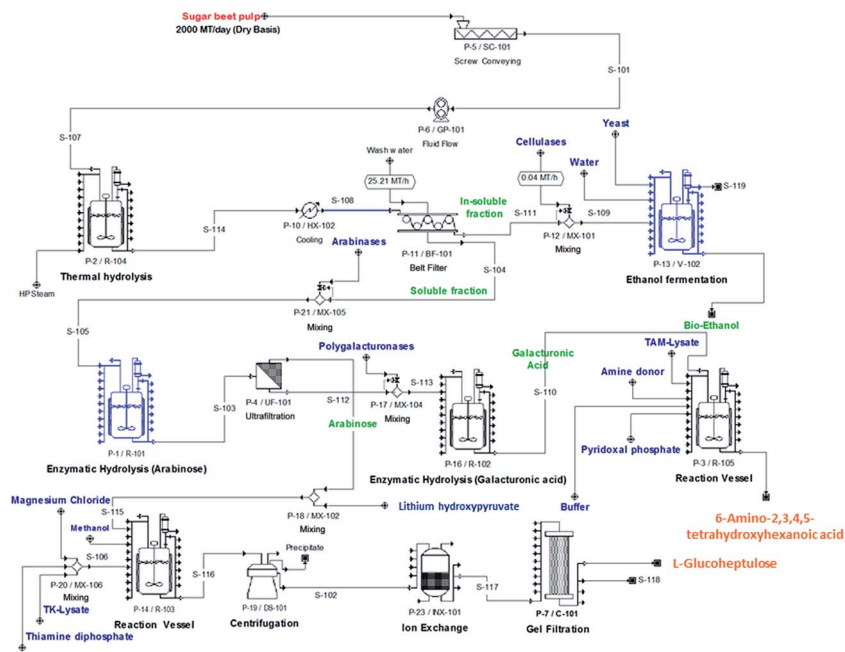 Sugar beet pulp
2000 MT/day (Dry Basis)
P-5 / SC-101
Screw Conveying
S-101
P-6 / GP-101
Fluid Flow
S-107
Wash water
25.21 MT/h
Cellulases
0.04 MT/h
Yeast
Water
S-119
P-2 / R-104
Thermal hydrolysis
HP Steam
S-114
S-108
P-10 / HX-102
Cooling
In-soluble
fraction
S-111
S-109
P-11 / BF-101
Belt Filter
P-12 / MX-101
Mixing
P-13 / V-102
Ethanol fermentation
Arabinases
S-104
Soluble fraction
P-21 / MX-105
Mixing
S-105
Bio-Ethanol
Polygalacturonases
Galacturonic
Acid
TAM-Lysate
Amine donor
S-103
P-4 / UF-101
Ultrafiltration
S-112
S-113
P-17 / MX-104
Mixing
S-110
Arabinose
P-1 / R-101
Enzymatic Hydrolysis (Arabinose)
P-16 / R-102
Enzymatic Hydrolysis (Galacturonic acid)
Pyridoxal phosphate
P-3 / R-105
Reaction Vessel
Buffer
Magnesium Chloride
S-115
Methanol
P-18 / MX-102
Mixing
Lithium hydroxypyruvate
6-Amino-2,3,4,5-
tetrahydroxyhexanoic acid
S-106
P-20 / MX-106
Mixing
TK-Lysate
Thiamine diphosphate
P-14 / R-103
Reaction Vessel
S-116
Precipitate
P-19 / DS-101
Centrifugation
S-102
P-23 / INX-101
Ion Exchange
S-117
P-7 / C-101
Gel Filtration
L-Glucoheptulose
S-118